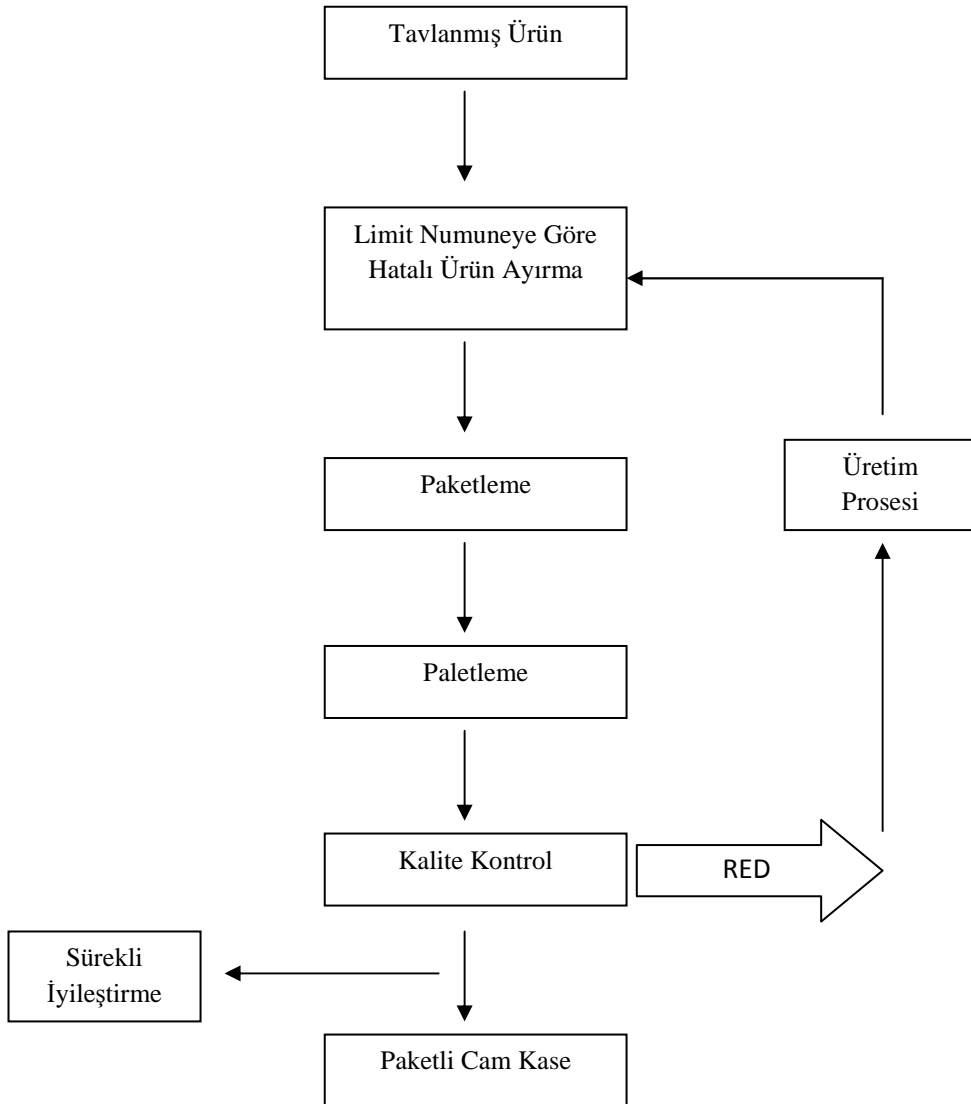 Tavlanmış Ürün
Limit Numuneye Göre
Hatalı Ürün Ayırma
Paketleme
Üretim
Prosesi
Paletleme
Kalite Kontrol
RED
Sürekli
İyileştirme
Paketli Cam Kase